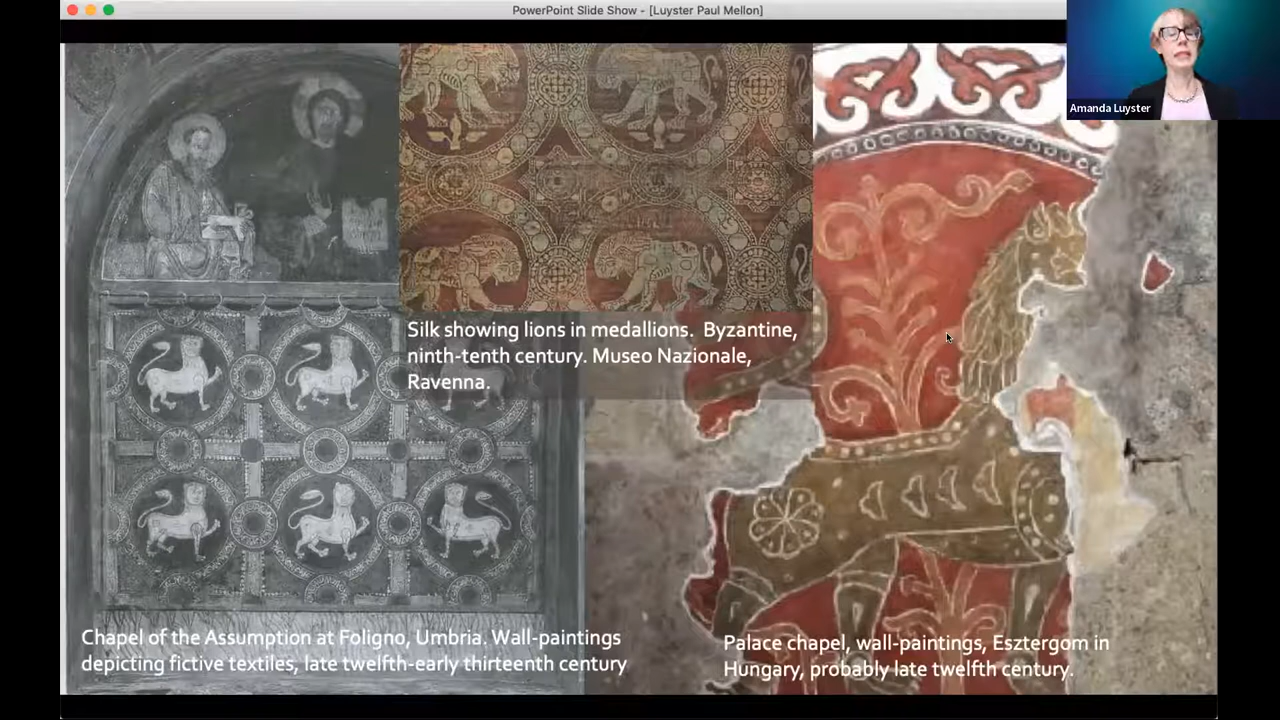 PowerPoint Slide Show - [Luyster Paul Mellon]
Amanda Luyster
Silk showing lions in medallions. Byzantine,
ninth-tenth century. Museo Nazionale,
Ravenna.
Chapel of the Assumption at Foligno, Umbria. Wall-paintings
depicting fictive textiles, late twelfth-early thirteenth century
Palace chapel, wall-paintings, Esztergom in
Hungary, probably late twelfth century.